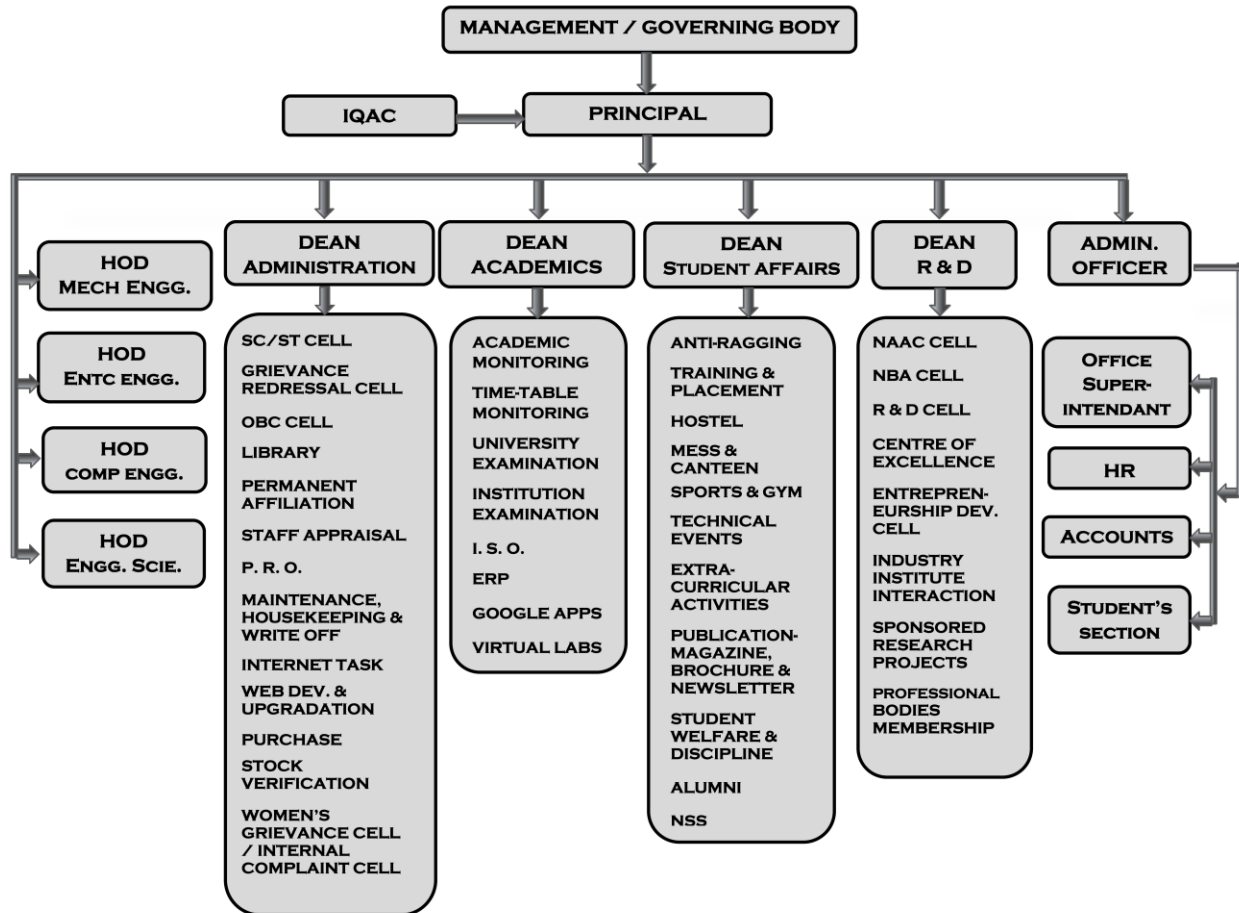 MANAGEMENT / GOVERNING BODY
IQAC
PRINCIPAL
HOD
MECH ENGG.
HOD
ENTC ENGG.
HOD
COMP ENGG.
HOD
ENGG. SCIE.
DEAN
ADMINISTRATION
SC/ST CELL
GRIEVANCE
REDRESSAL CELL
OBC CELL
LIBRARY
PERMANENT
AFFILIATION
STAFF APPRAISAL
P. R. O.
MAINTENANCE,
HOUSEKEEPING &
WRITE OFF
INTERNET TASK
WEB DEV. &
UPGRADATION
PURCHASE
STOCK
VERIFICATION
WOMEN'S
GRIEVANCE CELL
/ INTERNAL
COMPLAINT CELL
DEAN
ACADEMICS
ACADEMIC
MONITORING
TIME-TABLE
MONITORING
UNIVERSITY
EXAMINATION
INSTITUTION
EXAMINATION
I. S. O.
ERP
GOOGLE APPS
VIRTUAL LABS
DEAN
STUDENT AFFAIRS
ANTI-RAGGING
TRAINING &
PLACEMENT
HOSTEL
MESS &
CANTEEN
SPORTS & GYM
TECHNICAL
EVENTS
EXTRA-
CURRICULAR
ACTIVITIES
PUBLICATION-
MAGAZINE,
BROCHURE &
NEWSLETTER
STUDENT
WELFARE &
DISCIPLINE
ALUMNI
NSS
DEAN
R & D
NAAC CELL
NBA CELL
R & D CELL
CENTRE OF
EXCELLENCE
ENTREPREN-
EURSHIP DEV.
CELL
INDUSTRY
INSTITUTE
INTERACTION
SPONSORED
RESEARCH
PROJECTS
PROFESSIONAL
BODIES
MEMBERSHIP
ADMIN.
OFFICER
OFFICE
SUPER-
INTENDANT
HR
ACCOUNTS
STUDENT'S
SECTION